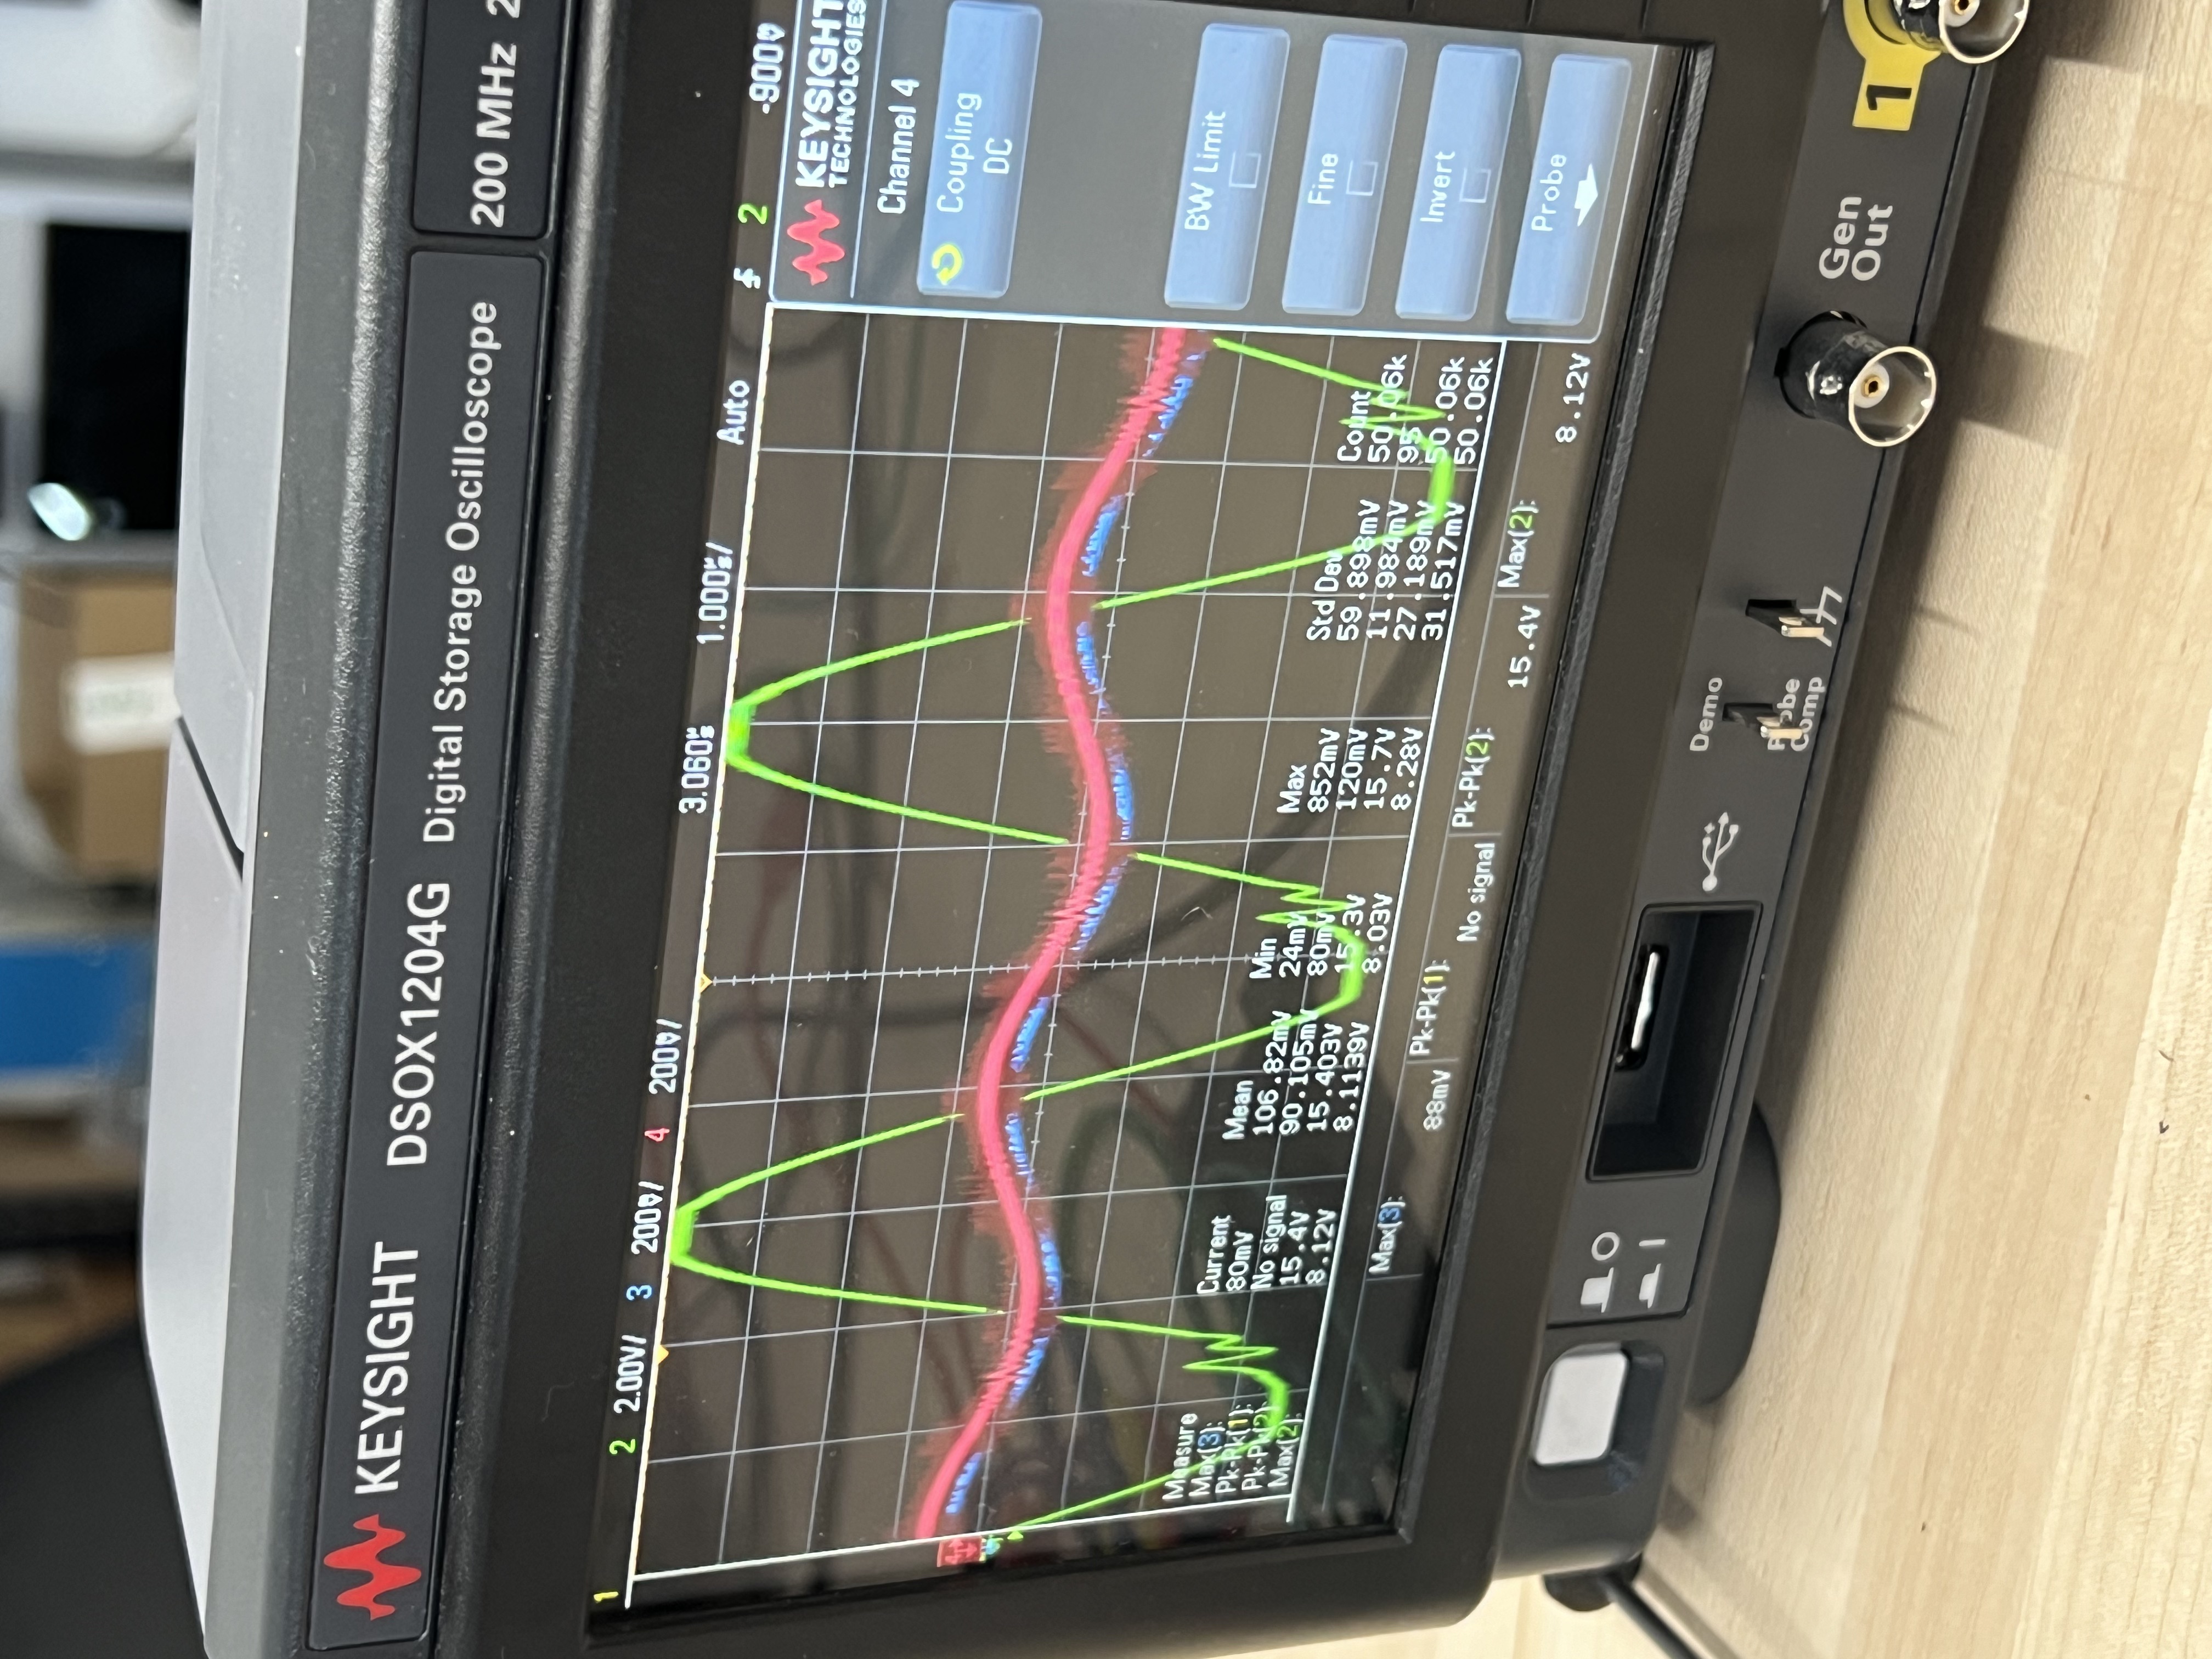 KEYSIGHT DSOX1204G Digital Storage Oscilloscope
200 MHz 2
1 2 2.00V/ 3 200mV/ 4 200mV/ 3.060µs 1.000µs/ Auto 2 -900mV
KEYSIGHT
TECHNOLOGIES
Channel 4
Coupling
DC
BW Limit
Fine
Invert
Probe
Measure Current Mean Min Max Std Dev Count
Max(3): 80mV 106.82mV 24mV 852mV 59.898mV 50.06k
Pk-Pk(1): No signal 90.105mV 80mV 120mV 11.984mV 95
Pk-Pk(2): 15.4V 15.403V 15.3V 15.7V 27.189mV 50.06k
Max(2): 8.12V 8.1139V 8.03V 8.28V 31.517mV 50.06k
Max(3): Pk-Pk(1): Pk-Pk(2): Max(2):
88mV No signal 15.4V 8.12V
Demo
Probe
Comp
Gen
Out
1